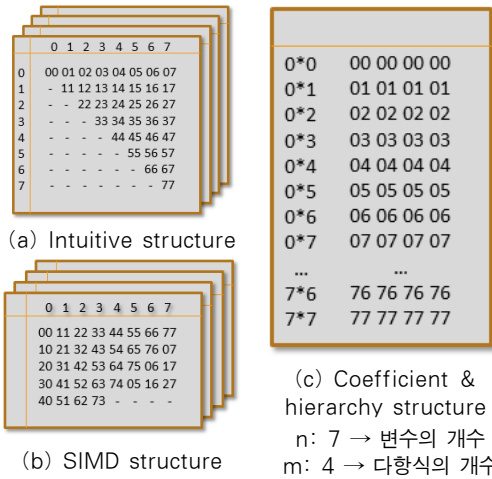 0 1 2 3 4 5 6 7
0 00 01 02 03 04 05 06 07
1 - 11 12 13 14 15 16 17
2 - - 22 23 24 25 26 27
3 - - - 33 34 35 36 37
4 - - - - 44 45 46 47
5 - - - - - 55 56 57
6 - - - - - - 66 67
7 - - - - - - - 77
(a) Intuitive structure
0 1 2 3 4 5 6 7
00 11 22 33 44 55 66 77
10 21 32 43 54 65 76 07
20 31 42 53 64 75 06 17
30 41 52 63 74 05 16 27
40 51 62 73 - - - -
(b) SIMD structure
0*0 00 00 00 00
0*1 01 01 01 01
0*2 02 02 02 02
0*3 03 03 03 03
0*4 04 04 04 04
0*5 05 05 05 05
0*6 06 06 06 06
0*7 07 07 07 07
... ...
7*6 76 76 76 76
7*7 77 77 77 77
(c) Coefficient &
hierarchy structure
n: 7 → 변수의 개수
m: 4 → 다항식의 개수